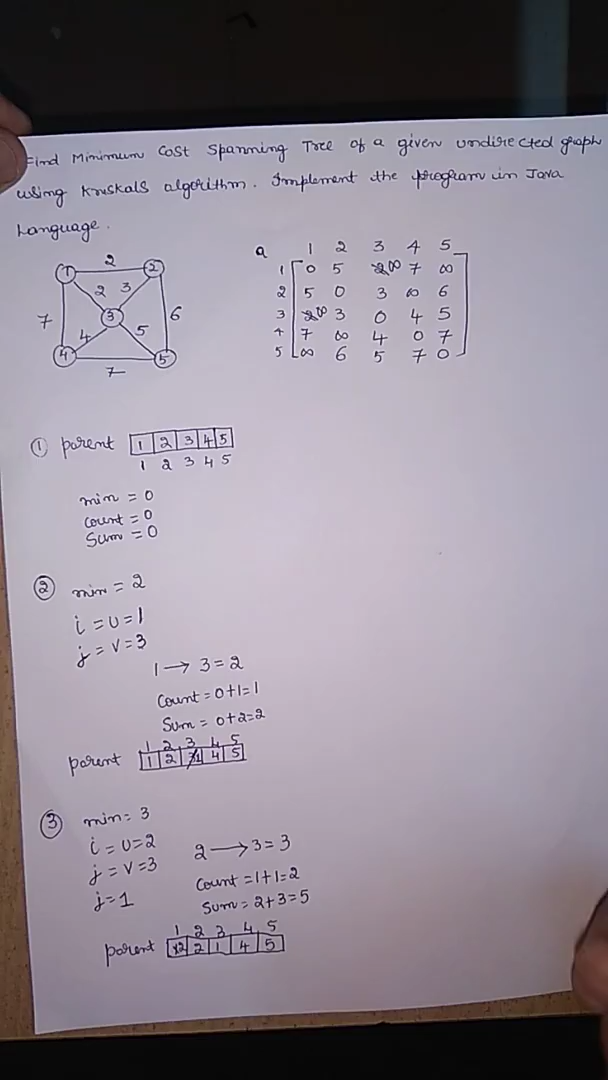 Find Minimum Cost Spanning Tree of a given undirected graph
using Kruskals algorithm. Implement the program in Java
Language.
1 2 2
2 3
7 3 6
4 5
4 7 5
a 1 2 3 4 5
1 0 5 2∞ 7 ∞
2 5 0 3 ∞ 6
3 2∞ 3 0 4 5
4 7 ∞ 4 0 7
5 ∞ 6 5 7 0
① parent 1 2 3 4 5
1 2 3 4 5
min = 0
count = 0
Sum = 0
② min = 2
i = u = 1
j = v = 3
1 → 3 = 2
Count = 0+1=1
Sum = 0+2=2
1 2 3 4 5
parent 1 2 31 4 5
③ min = 3
i = u = 2
j = v = 3
j = 1
2 → 3 = 3
Count = 1+1=2
Sum = 2+3=5
1 2 3 4 5
parent 12 2 1 4 5